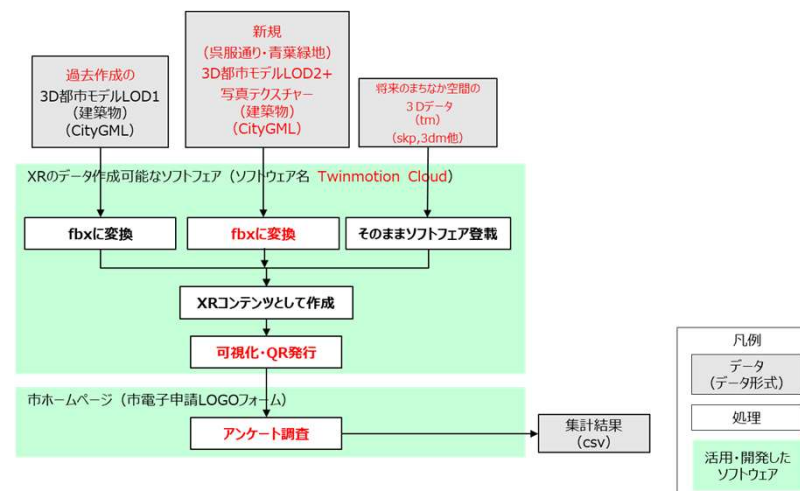 過去作成の
3D都市モデルLOD1
(建築物)
(CityGML)
新規
(呉服通り・青葉緑地)
3D都市モデルLOD2+
写真テクスチャー
(建築物)
(CityGML)
将来のまちなか空間の
3Dデータ
(tm)
(skp,3dm他)
XRのデータ作成可能なソフトフェア(ソフトウェア名 Twinmotion Cloud)
fbxに変換
fbxに変換
そのままソフトフェア登載
XRコンテンツとして作成
可視化・QR発行
市ホームページ(市電子申請LOGOフォーム)
アンケート調査
集計結果
(csv)
凡例
データ
(データ形式)
処理
活用・開発した
ソフトウェア